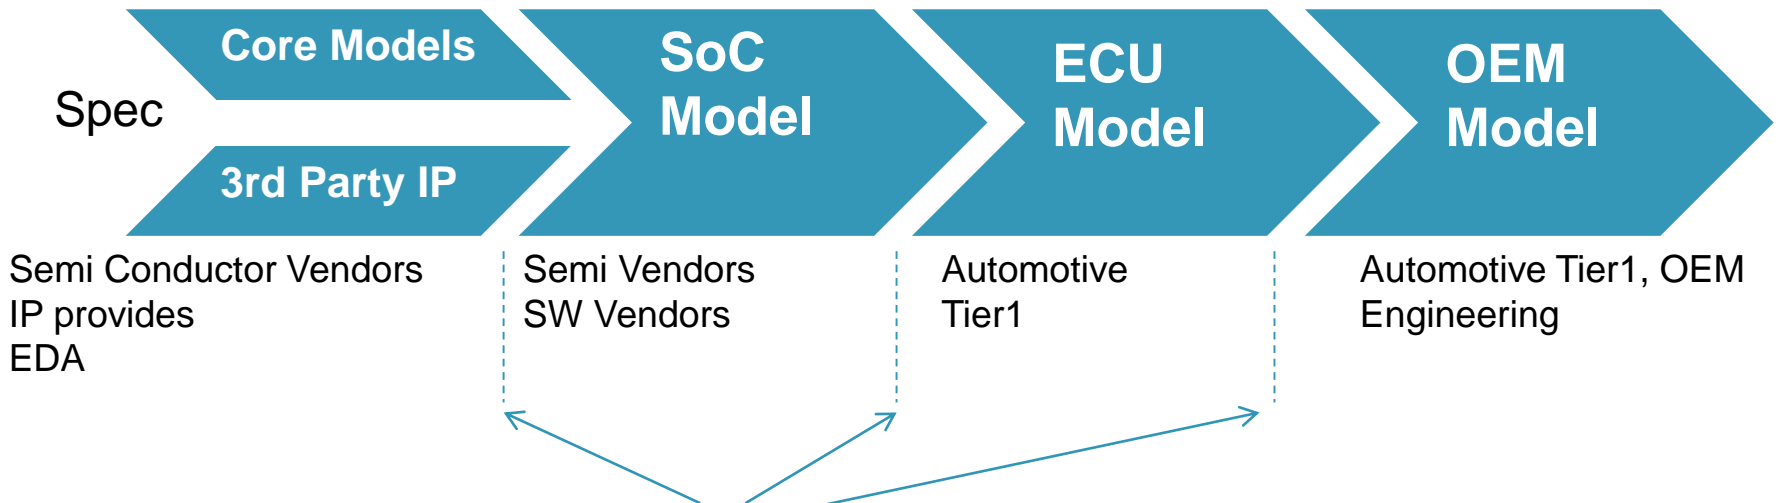 Spec
Core Models
3rd Party IP
SoC
Model
ECU
Model
OEM
Model
Semi Conductor Vendors
IP provides
EDA
Semi Vendors
SW Vendors
Automotive
Tier1
Automotive Tier1, OEM
Engineering